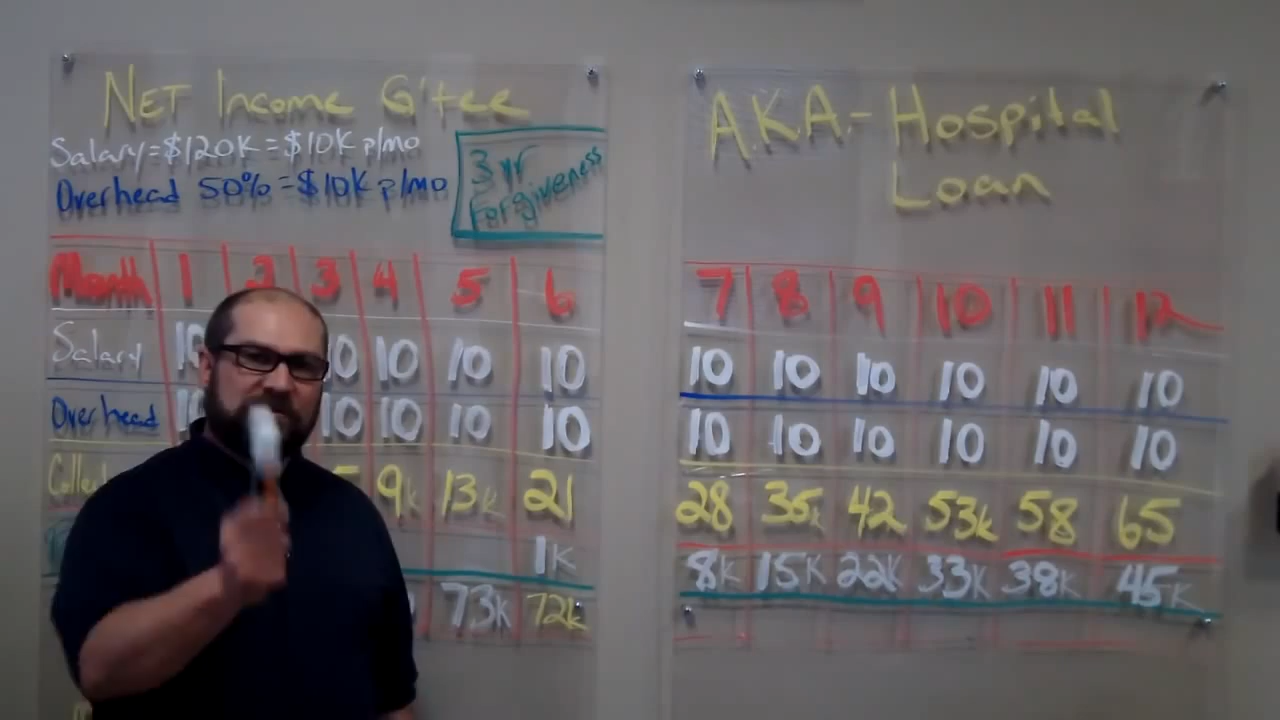 NET Income G'tee
Salary = $120K = $10K p/mo
Overhead 50% = $10K p/mo
3 yr
Forgiveness
Month 1 2 3 4 5 6
Salary 10 10 10 10 10
Overhead 10 10 10 10 10
9K 13K 21
1K
73K 72K
A.K.A.- Hospital
Loan
7 8 9 10 11 12
10 10 10 10 10 10
10 10 10 10 10 10
28 35K 42 53K 58 65
8K 15K 22K 33K 38K 45K